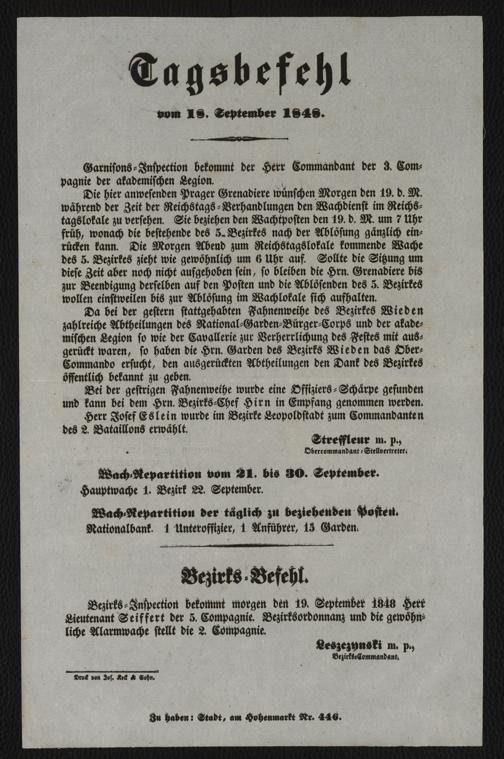 Tagsbefehl
vom 18. September 1848.
Garnisons-Inspection bekommt der Herr Commandant der 3. Com-
pagnie der akademischen Legion.
Die hier anwesenden Prager Grenadiere wünschen Morgen den 19. d. M.
während der Zeit der Reichstags-Verhandlungen den Wachdienst im Reichs-
tagslokale zu versehen. Sie beziehen den Wachtposten den 19. d. M. um 7 Uhr
früh, wonach die bestehende des 5. Bezirkes nach der Ablösung gänzlich ein-
rücken kann. Die Morgen Abend zum Reichstagslokale kommende Wache
des 5. Bezirkes zieht wie gewöhnlich um 6 Uhr auf. Sollte die Sitzung um
diese Zeit aber noch nicht aufgehoben sein, so bleiben die Hrn. Grenadiere bis
zur Beendigung derselben auf den Posten und die Ablösenden des 5. Bezirkes
wollen einstweilen bis zur Ablösung im Wachlokale sich aufhalten.
Da bei der gestern stattgehabten Fahnenweihe des Bezirkes Wieden
zahlreiche Abtheilungen des National-Garden-Bürger-Corps und der akade-
mischen Legion so wie der Cavallerie zur Verherrlichung des Festes mit aus-
gerückt waren, so haben die Hrn. Garden des Bezirks Wieden das Ober-
Commando ersucht, den ausgerückten Abtheilungen den Dank des Bezirkes
öffentlich bekannt zu geben.
Bei der gestrigen Fahnenweihe wurde eine Offiziers-Schärpe gefunden
und kann bei dem Hrn. Bezirks-Chef Hirn in Empfang genommen werden.
Herr Josef Eslein wurde im Bezirke Leopoldstadt zum Commandanten
des 2. Bataillons erwählt.
Streffleur m. p.,
Obercommandant-Stellvertreter.
Wach-Repartition vom 21. bis 30. September.
Hauptwache 1. Bezirk 22. September.
Wach-Repartition der täglich zu beziehenden Posten.
Nationalbank. 1 Unteroffizier, 1 Anführer, 15 Garden.
Bezirks-Befehl.
Bezirks-Inspection bekommt morgen den 19. September 1848 Herr
Lieutenant Seiffert der 5. Compagnie. Bezirksordonnanz und die gewöhn-
liche Alarmwache stellt die 2. Compagnie.
Leszczynski m. p.,
Bezirks-Commandant.
Druck von Jos. Keck & Sohn.
Zu haben: Stadt, am Hohenmarkt Nr. 446.